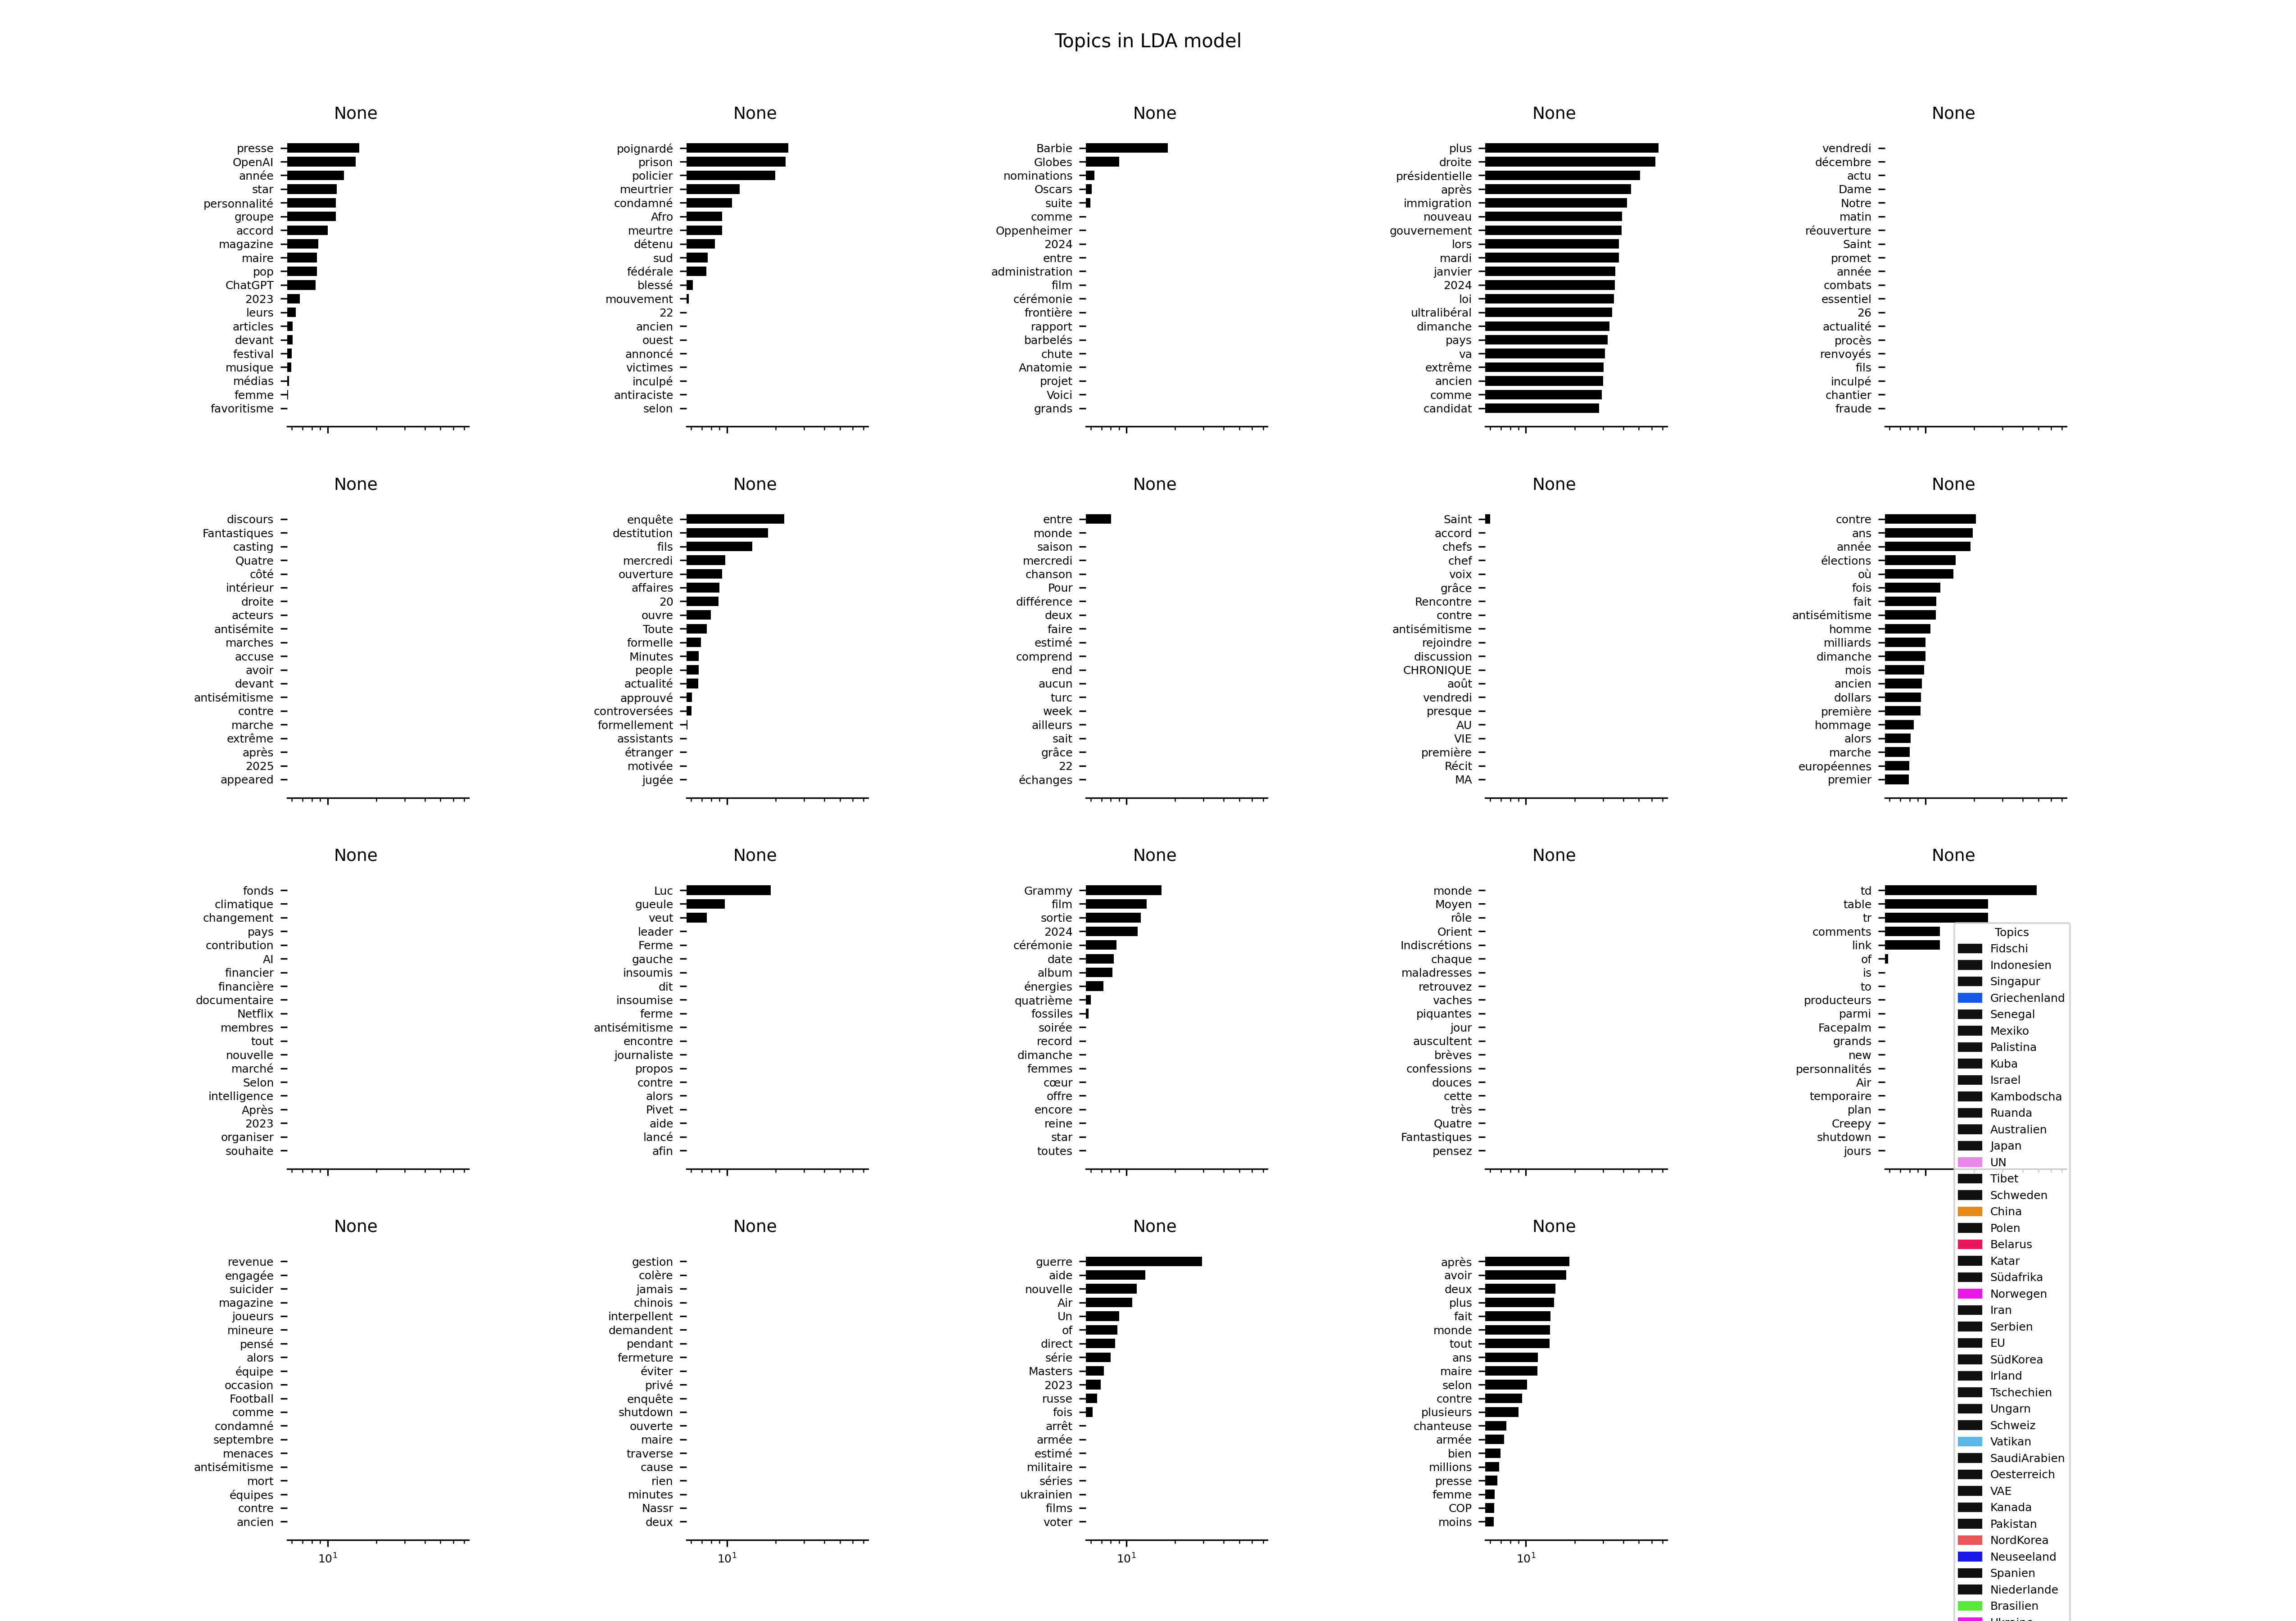 Topics in LDA model
None
presse
OpenAI
année
star
personnalité
groupe
accord
magazine
maire
pop
ChatGPT
2023
leurs
articles
devant
festival
musique
médias
femme
favoritisme
None
poignardé
prison
policier
meurtrier
condamné
Afro
meurtre
détenu
sud
fédérale
blessé
mouvement
22
ancien
ouest
annoncé
victimes
inculpé
antiraciste
selon
None
Barbie
Globes
nominations
Oscars
suite
comme
Oppenheimer
2024
entre
administration
film
cérémonie
frontière
rapport
barbelés
chute
Anatomie
projet
Voici
grands
None
plus
droite
présidentielle
après
immigration
nouveau
gouvernement
lors
mardi
janvier
2024
loi
ultralibéral
dimanche
pays
va
extrême
ancien
comme
candidat
None
vendredi
décembre
actu
Dame
Notre
matin
réouverture
Saint
promet
année
combats
essentiel
26
actualité
procès
renvoyés
fils
inculpé
chantier
fraude
None
discours
Fantastiques
casting
Quatre
côté
intérieur
droite
acteurs
antisémite
marches
accuse
avoir
devant
antisémitisme
contre
marche
extrême
après
2025
appeared
None
enquête
destitution
fils
mercredi
ouverture
affaires
20
ouvre
Toute
formelle
Minutes
people
actualité
approuvé
controversées
formellement
assistants
étranger
motivée
jugée
None
entre
monde
saison
mercredi
chanson
Pour
différence
deux
faire
estimé
comprend
end
aucun
turc
week
ailleurs
sait
grâce
22
échanges
None
Saint
accord
chefs
chef
voix
grâce
Rencontre
contre
antisémitisme
rejoindre
discussion
CHRONIQUE
août
vendredi
presque
AU
VIE
première
Récit
MA
None
contre
ans
année
élections
où
fois
fait
antisémitisme
homme
milliards
dimanche
mois
ancien
dollars
première
hommage
alors
marche
européennes
premier
None
fonds
climatique
changement
pays
contribution
AI
financier
financière
documentaire
Netflix
membres
tout
nouvelle
marché
Selon
intelligence
Après
2023
organiser
souhaite
None
Luc
gueule
veut
leader
Ferme
gauche
insoumis
dit
insoumise
ferme
antisémitisme
encontre
journaliste
propos
contre
alors
Pivet
aide
lancé
afin
None
Grammy
film
sortie
2024
cérémonie
date
album
énergies
quatrième
fossiles
soirée
record
dimanche
femmes
cœur
offre
encore
reine
star
toutes
None
monde
Moyen
rôle
Orient
Indiscrétions
chaque
maladresses
retrouvez
vaches
piquantes
jour
auscultent
brèves
confessions
douces
cette
très
Quatre
Fantastiques
pensez
None
td
table
tr
comments
link
of
is
to
producteurs
parmi
Facepalm
grands
new
personnalités
Air
temporaire
plan
Creepy
shutdown
jours
None
revenue
engagée
suicider
magazine
joueurs
mineure
pensé
alors
équipe
occasion
Football
comme
condamné
septembre
menaces
antisémitisme
mort
équipes
contre
ancien
10¹
None
gestion
colère
jamais
chinois
interpellent
demandent
pendant
fermeture
éviter
privé
enquête
shutdown
ouverte
maire
traverse
cause
rien
minutes
Nassr
deux
10¹
None
guerre
aide
nouvelle
Air
Un
of
direct
série
Masters
2023
russe
fois
arrêt
armée
estimé
militaire
séries
ukrainien
films
voter
10¹
None
après
avoir
deux
plus
fait
monde
tout
ans
maire
selon
contre
plusieurs
chanteuse
armée
bien
millions
presse
femme
COP
moins
10¹
Topics
Fidschi
Indonesien
Singapur
Griechenland
Senegal
Mexiko
Palistina
Kuba
Israel
Kambodscha
Ruanda
Australien
Japan
UN
Tibet
Schweden
China
Polen
Belarus
Katar
Südafrika
Norwegen
Iran
Serbien
EU
SüdKorea
Irland
Tschechien
Ungarn
Schweiz
Vatikan
SaudiArabien
Oesterreich
VAE
Kanada
Pakistan
NordKorea
Neuseeland
Spanien
Niederlande
Brasilien